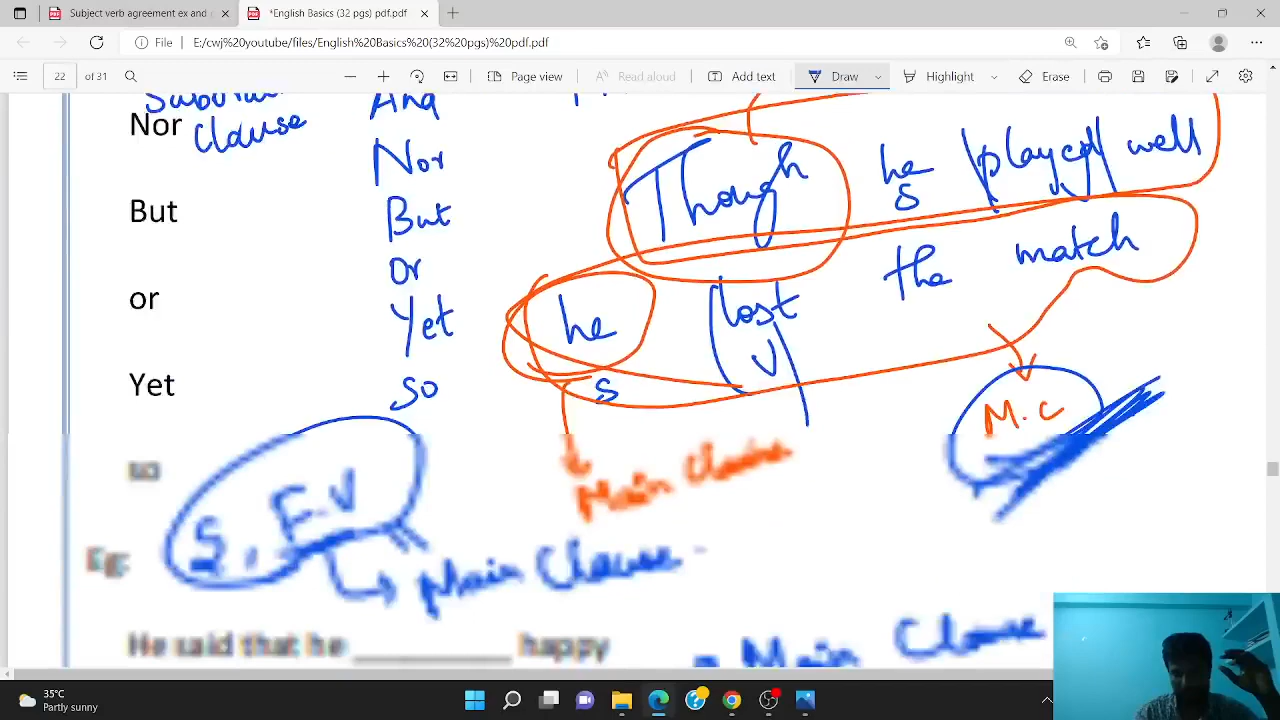 Subject verb agreement ex and
*English Basics (32 pgs) pdf.pdf
File E:/cwj%20youtube/files/English%20Basics(32%20pgs)%20pdf.pdf
22 of 31 Page view Read aloud Add text Draw Highlight Erase
Clause And
Nor Nor Though he played well
S
But But he lost the match
or or S V
Yet Yet M.C
so so Main Clause
S, F.V
Eg: Main Clause
He said that he __________ happy Main Clause
35°C
Partly sunny